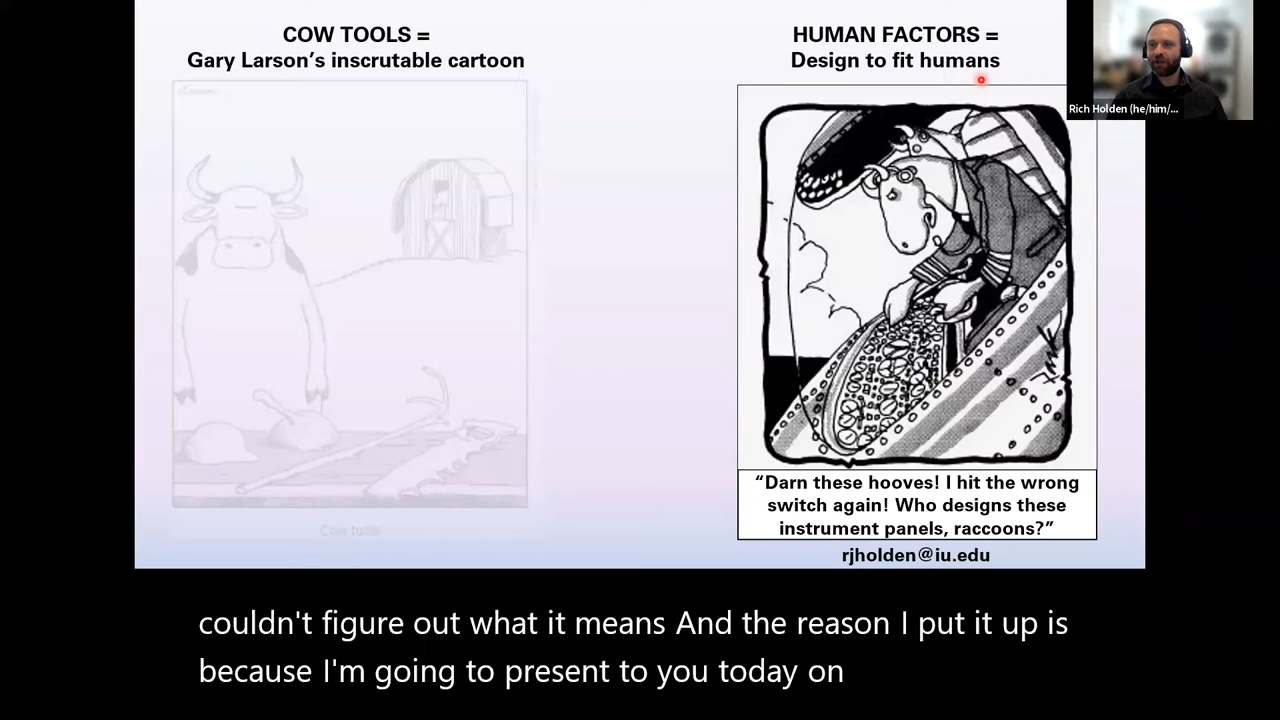 COW TOOLS =
Gary Larson’s inscrutable cartoon
HUMAN FACTORS =
Design to fit humans
Rich Holden (he/him/...
Cow tools
“Darn these hooves! I hit the wrong
switch again! Who designs these
instrument panels, raccoons?”
rjholden@iu.edu
couldn't figure out what it means And the reason I put it up is
because I'm going to present to you today on